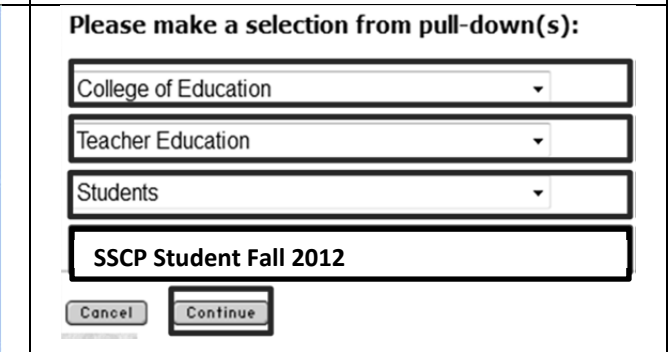 Please make a selection from pull-down(s):
College of Education
Teacher Education
Students
SSCP Student Fall 2012
Cancel Continue